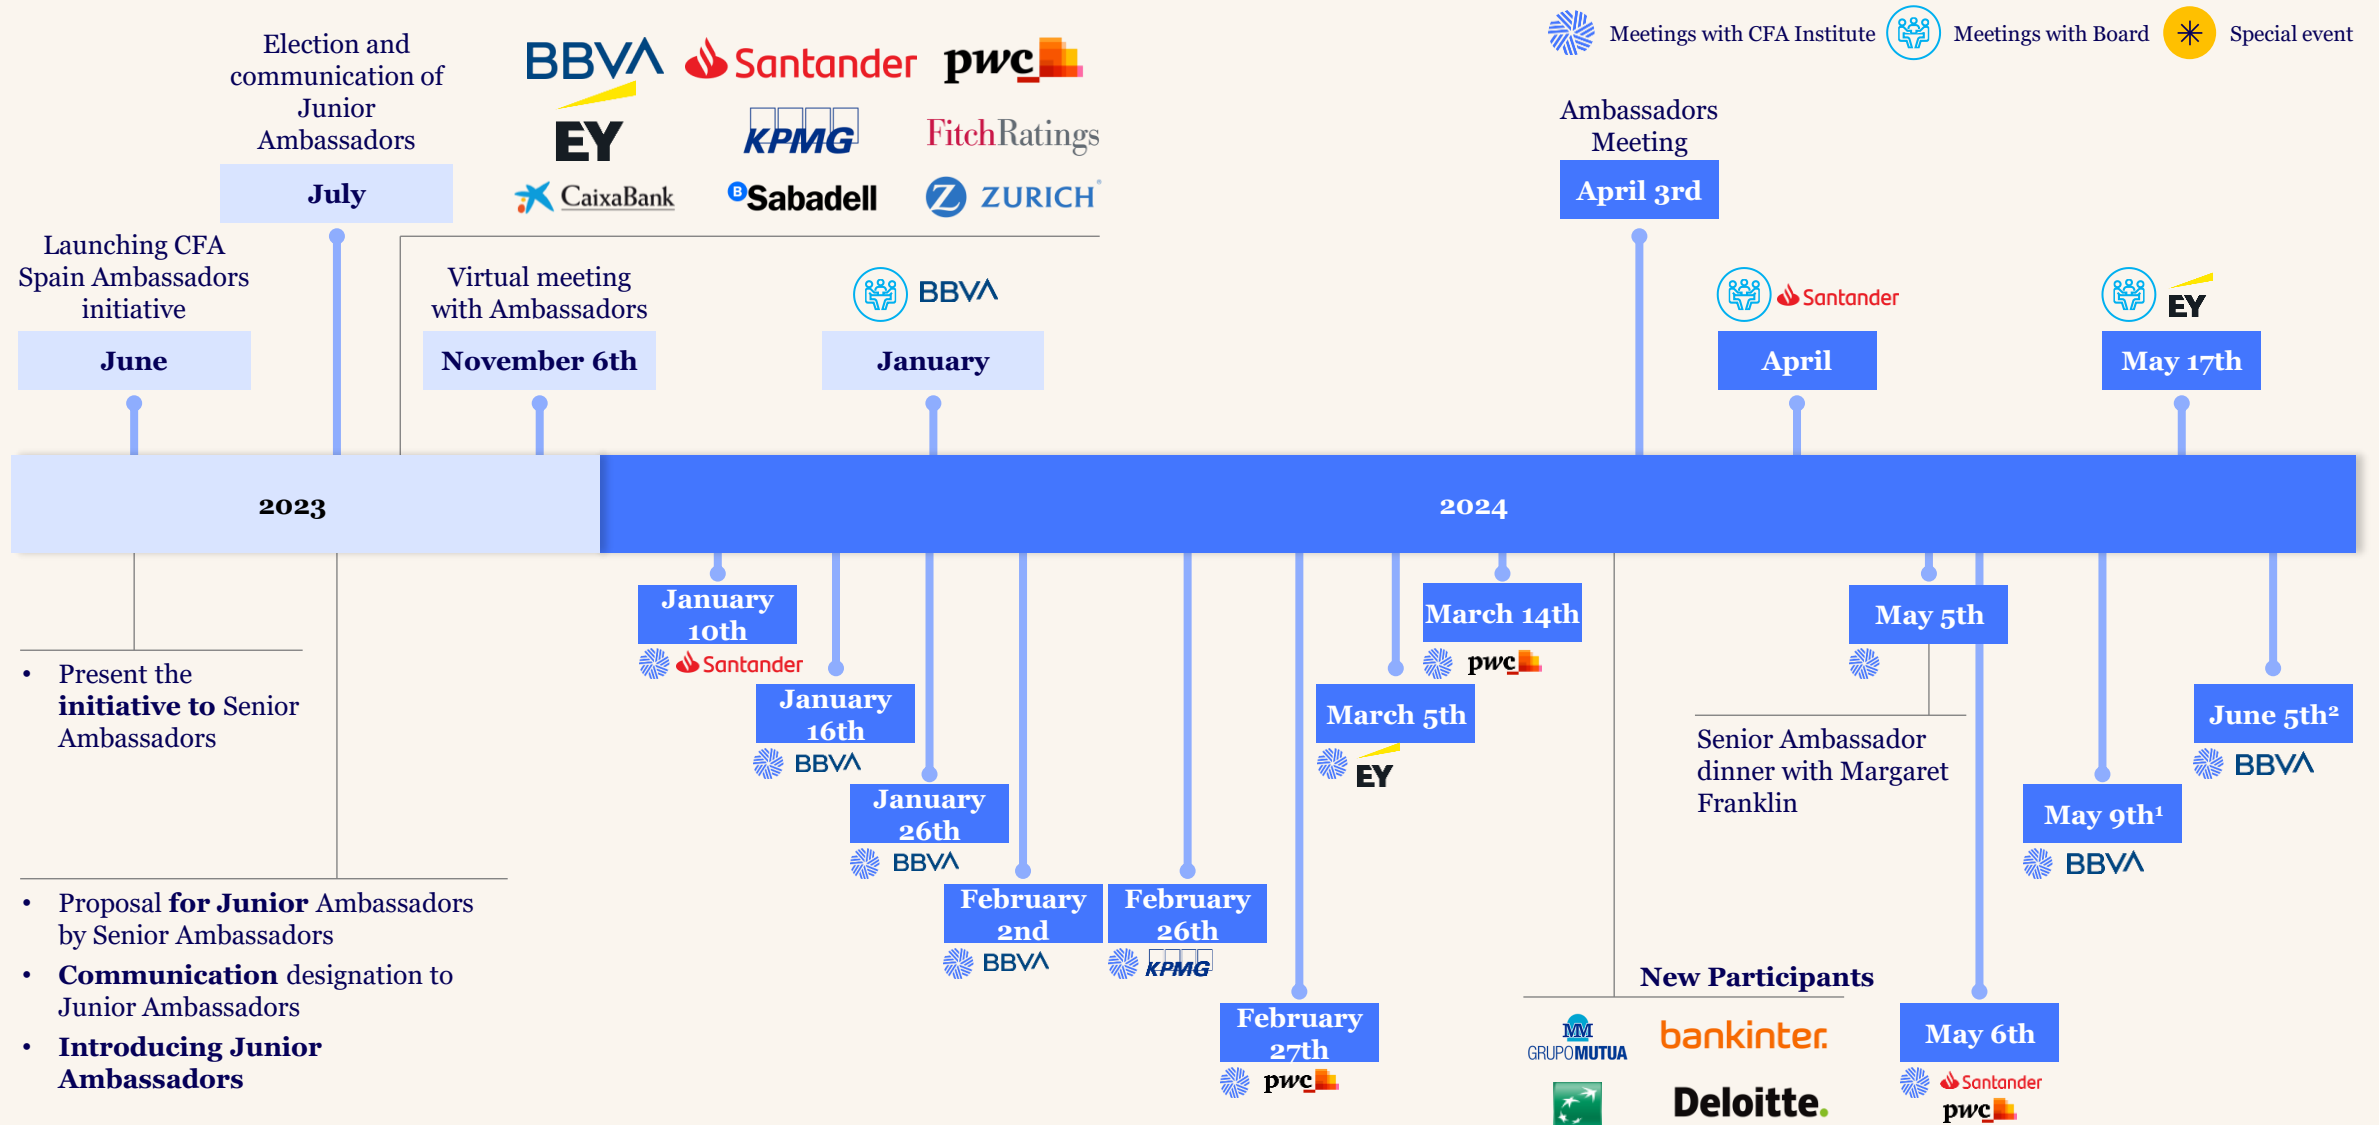 Meetings with CFA Institute
Meetings with Board
Special event
Election and
communication of
Junior
Ambassadors
July
BBVA
Santander
pwc
EY
KPMG
FitchRatings
CaixaBank
B Sabadell
Z ZURICH
Ambassadors
Meeting
April 3rd
Launching CFA
Spain Ambassadors
initiative
June
Virtual meeting
with Ambassadors
November 6th
BBVA
January
Santander
April
EY
May 17th
2023
2024
January
10th
Santander
January
16th
BBVA
January
26th
BBVA
February
2nd
BBVA
February
26th
KPMG
February
27th
pwc
March 5th
EY
March 14th
pwc
May 5th
Senior Ambassador
dinner with Margaret
Franklin
May 6th
Santander
pwc
May 9th¹
BBVA
June 5th²
BBVA
• Present the
initiative to Senior
Ambassadors
• Proposal for Junior Ambassadors
by Senior Ambassadors
• Communication designation to
Junior Ambassadors
• Introducing Junior
Ambassadors
New Participants
MM
GRUPOMUTUA
bankinter.
Deloitte.